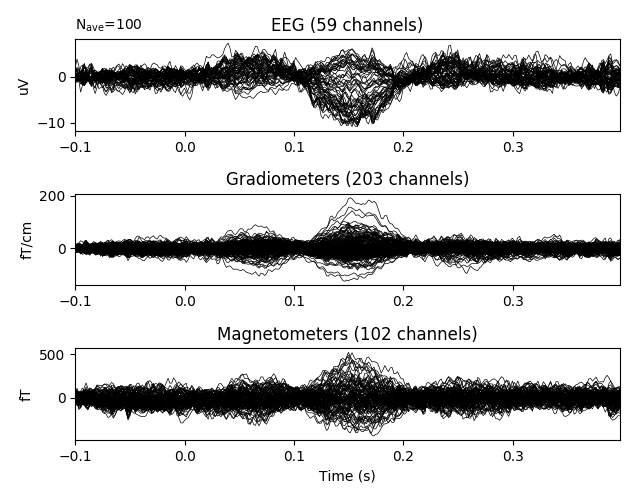 Nave=100
EEG (59 channels)
uV
0
−10
−0.1 0.0 0.1 0.2 0.3
Gradiometers (203 channels)
fT/cm
200
0
−0.1 0.0 0.1 0.2 0.3
Magnetometers (102 channels)
fT
500
0
−0.1 0.0 0.1 0.2 0.3
Time (s)